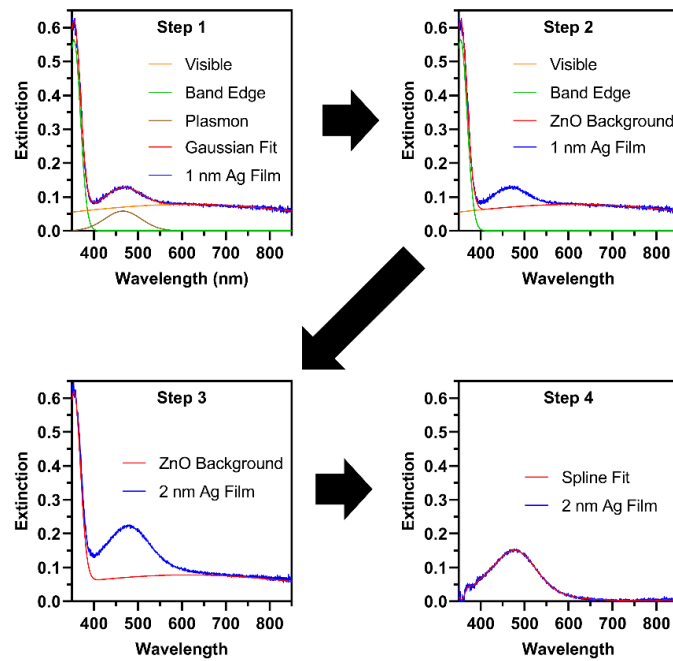 Step 1
Extinction
0.6
0.5
0.4
0.3
0.2
0.1
0.0
Visible
Band Edge
Plasmon
Gaussian Fit
1 nm Ag Film
400 500 600 700 800
Wavelength (nm)
Step 2
Extinction
0.6
0.5
0.4
0.3
0.2
0.1
0.0
Visible
Band Edge
ZnO Background
1 nm Ag Film
400 500 600 700 800
Wavelength
Step 3
Extinction
0.6
0.5
0.4
0.3
0.2
0.1
0.0
ZnO Background
2 nm Ag Film
400 500 600 700 800
Wavelength
Step 4
Extinction
0.6
0.5
0.4
0.3
0.2
0.1
0.0
Spline Fit
2 nm Ag Film
400 500 600 700 800
Wavelength